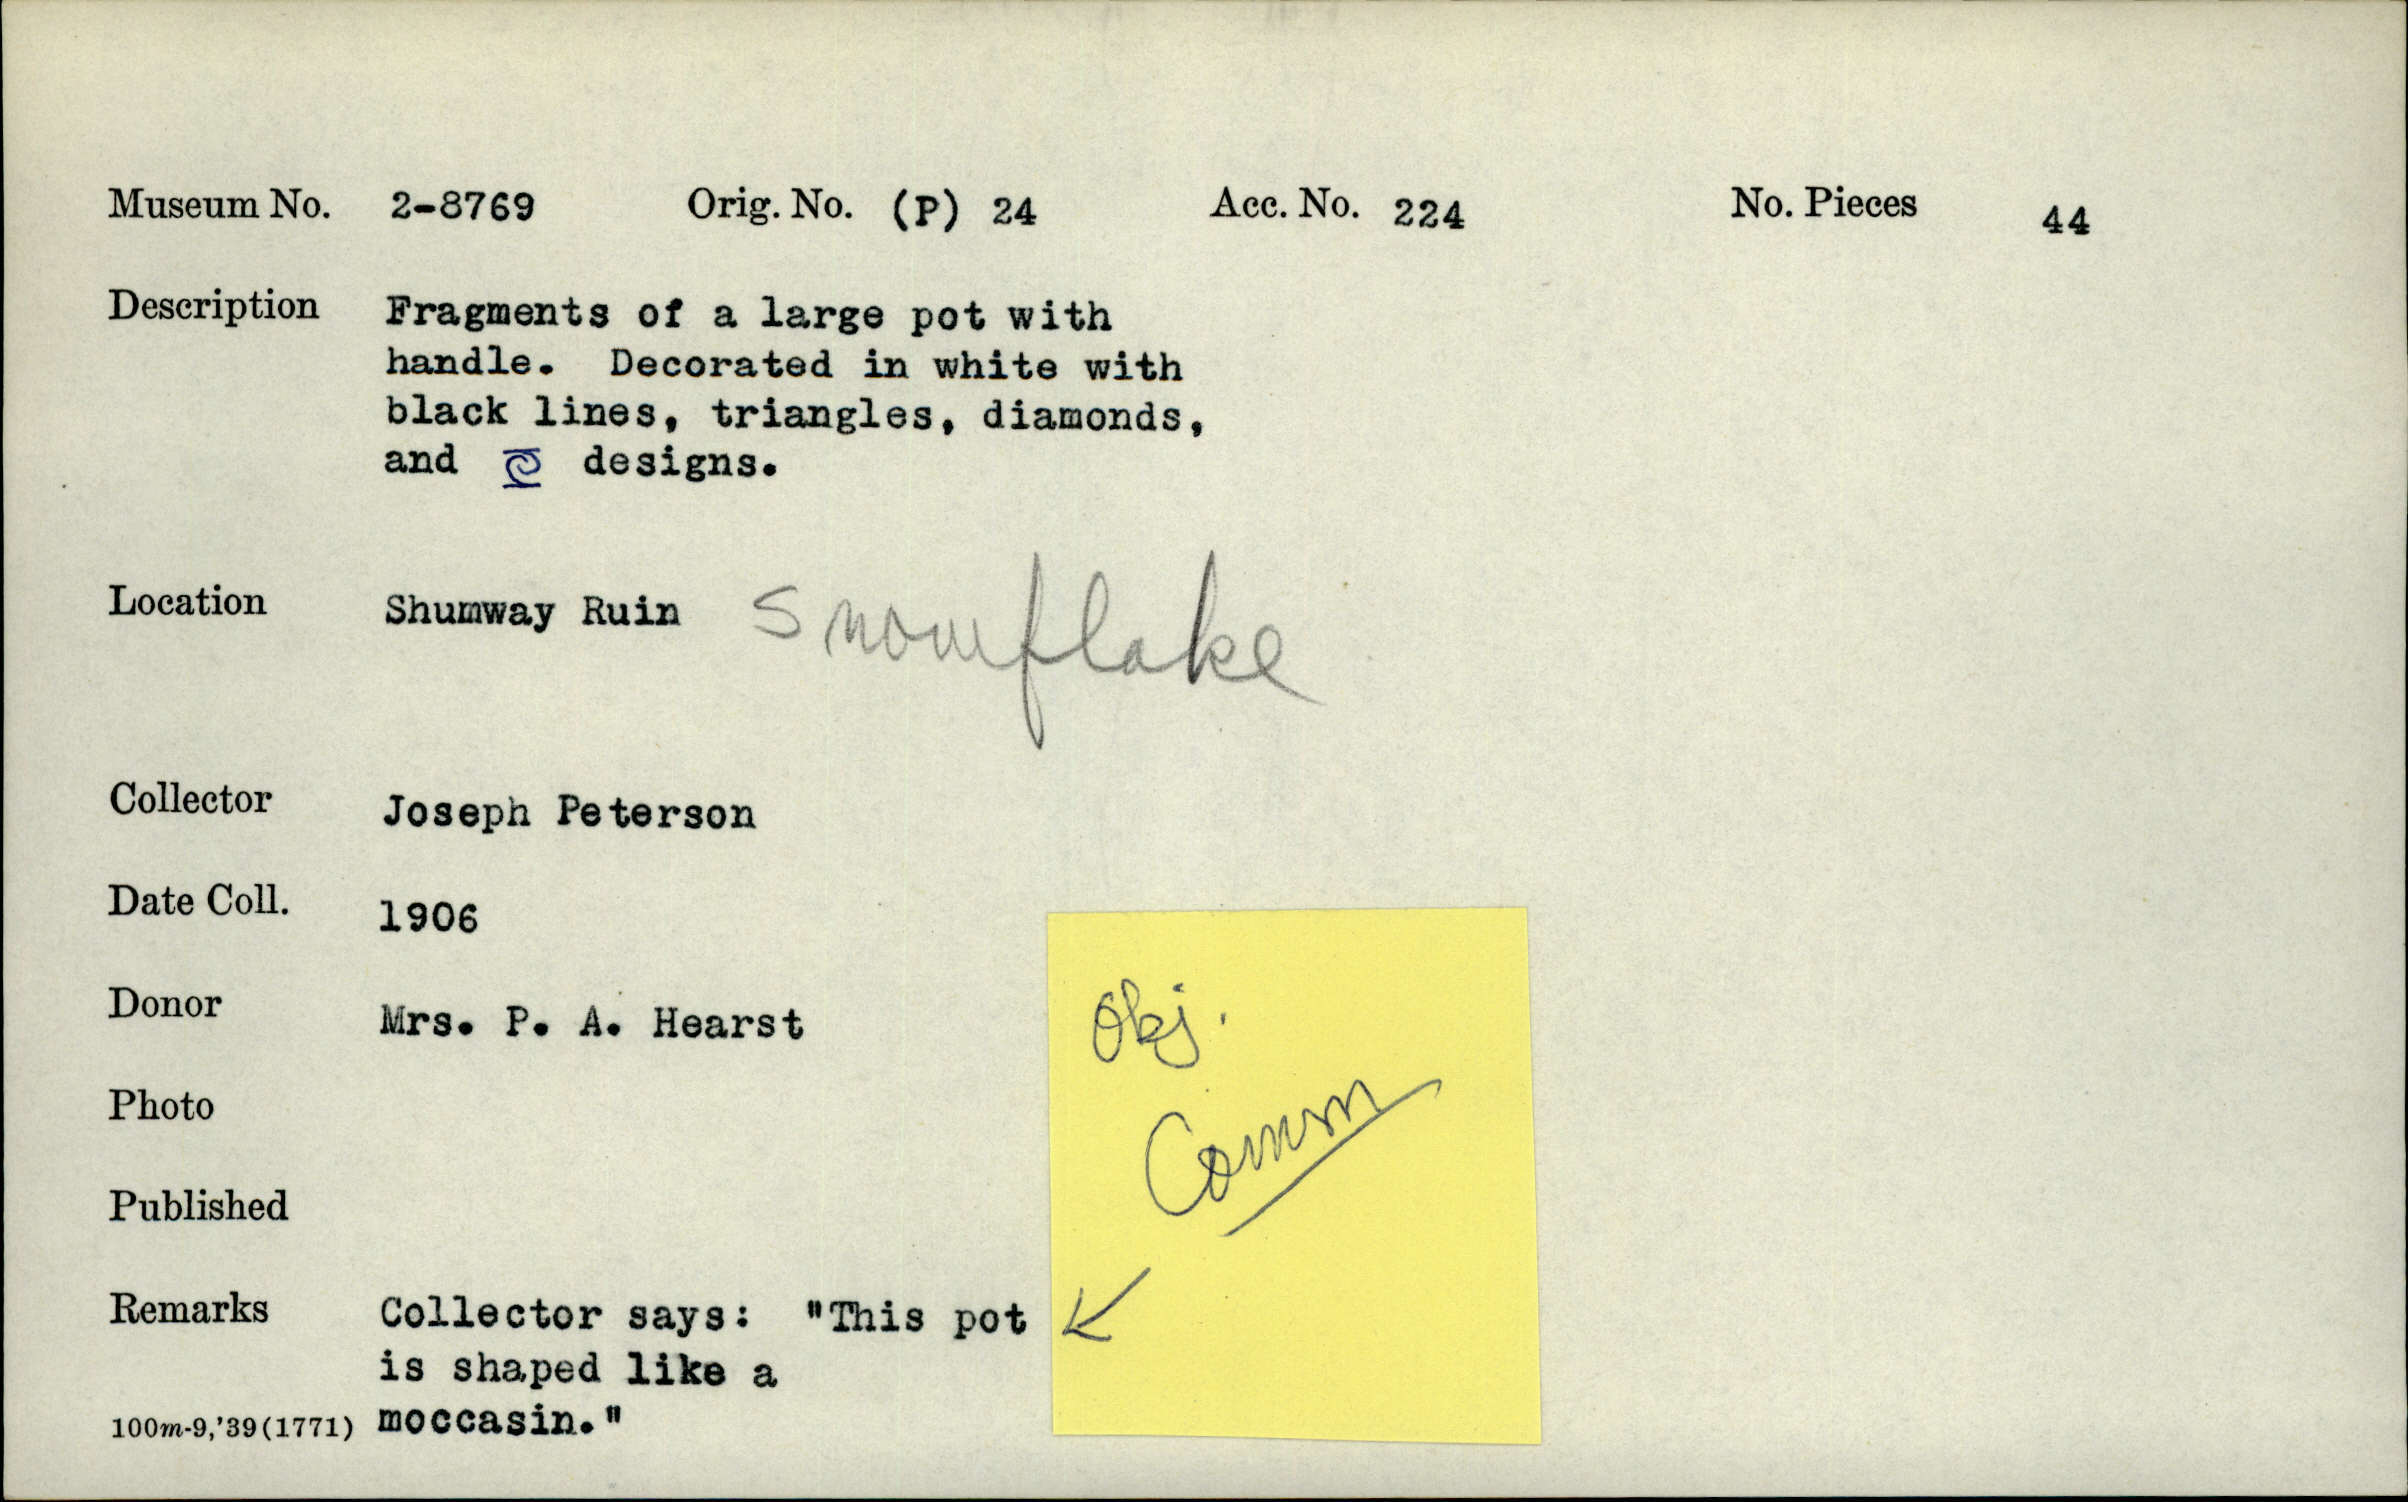 Museum No. 2-8769 Orig. No. (P) 24 Acc. No. 224 No. Pieces 44
Description Fragments of a large pot with
handle. Decorated in white with
black lines, triangles, diamonds,
and designs.
Location Shumway Ruin Snowflake
Collector Joseph Peterson
Date Coll. 1906
Donor Mrs. P. A. Hearst
Photo
Published
Remarks Collector says: "This pot
is shaped like a
100m-9,'39(1771) moccasin."
Obj.
Comm